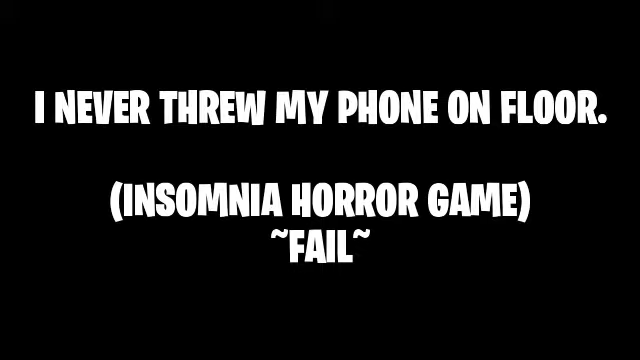 I NEVER THREW MY PHONE ON FLOOR.
(INSOMNIA HORROR GAME)
~FAIL~